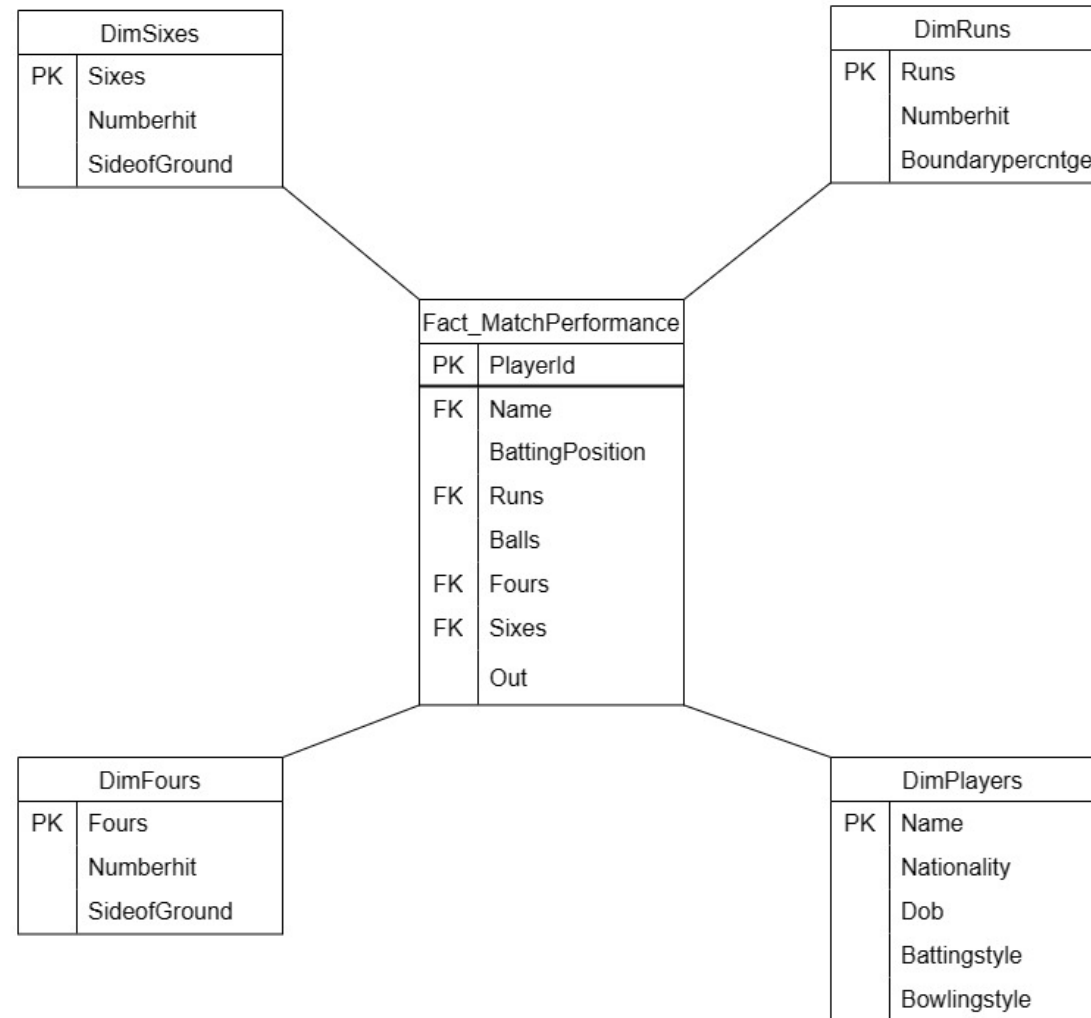 DimSixes
PK Sixes
Numberhit
SideofGround
DimRuns
PK Runs
Numberhit
Boundarypercntge
Fact_MatchPerformance
PK PlayerId
FK Name
BattingPosition
FK Runs
Balls
FK Fours
FK Sixes
Out
DimFours
PK Fours
Numberhit
SideofGround
DimPlayers
PK Name
Nationality
Dob
Battingstyle
Bowlingstyle